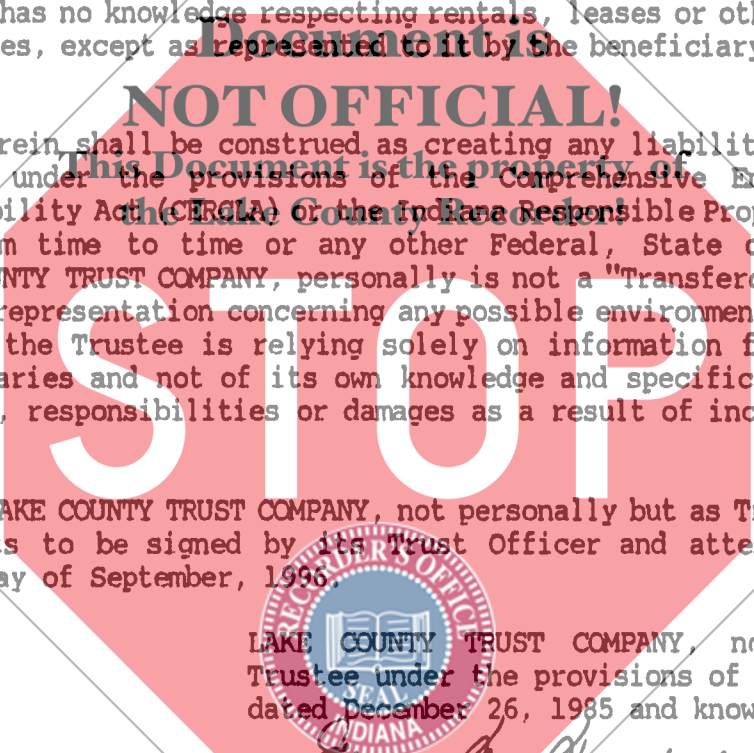 has no knowledge respecting rentals, leases or oth
es, except as represented to it by the beneficiary
Document is
NOT OFFICIAL!
This Document is the property of
the Lake County Recorder!
rein shall be construed as creating any liabilit
under the provisions of the Comprehensive E
ility Act (CERCLA) or the Indiana Responsible Prop
m time to time or any other Federal, State o
NTY TRUST COMPANY, personally is not a "Transfero
representation concerning any possible environmen
the Trustee is relying solely on information f
aries and not of its own knowledge and specific
, responsibilities or damages as a result of inc
STOP
AKE COUNTY TRUST COMPANY, not personally but as T
s to be signed by its Trust Officer and atte
ay of September, 1996.
LAKE COUNTY TRUST COMPANY, no
Trustee under the provisions of
dated December 26, 1985 and know
RECORDER'S OFFICE
SEAL
INDIANA